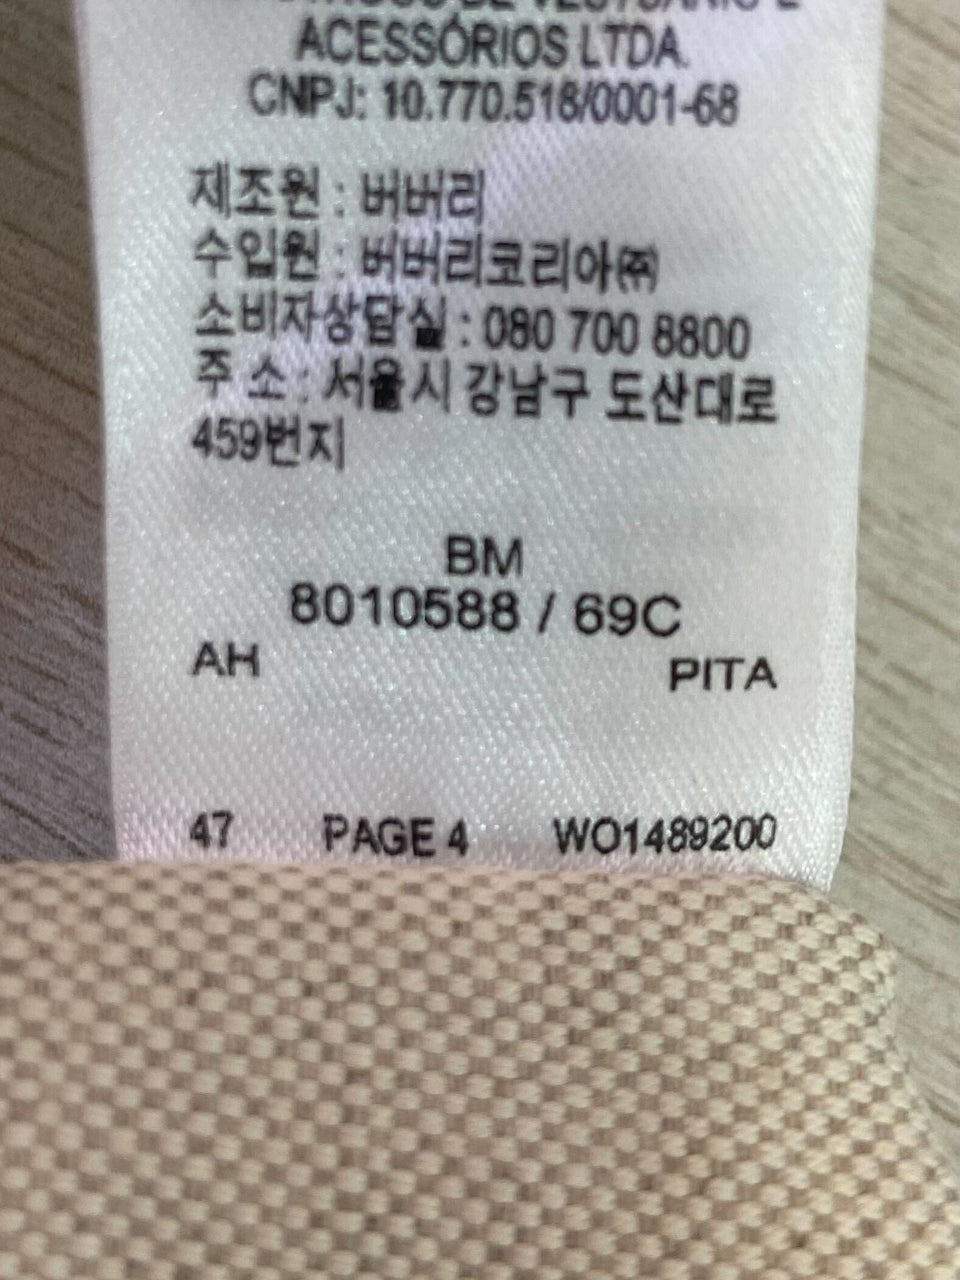 VESTUÁRIO E
ACESSÓRIOS LTDA.
CNPJ: 10.770.518/0001-68
제조원 : 버버리
수입원 : 버버리코리아㈜
소비자상담실 : 080 700 8800
주 소 : 서울시 강남구 도산대로
459번지
BM
8010588 / 69C
AH PITA
47 PAGE 4 WO1489200